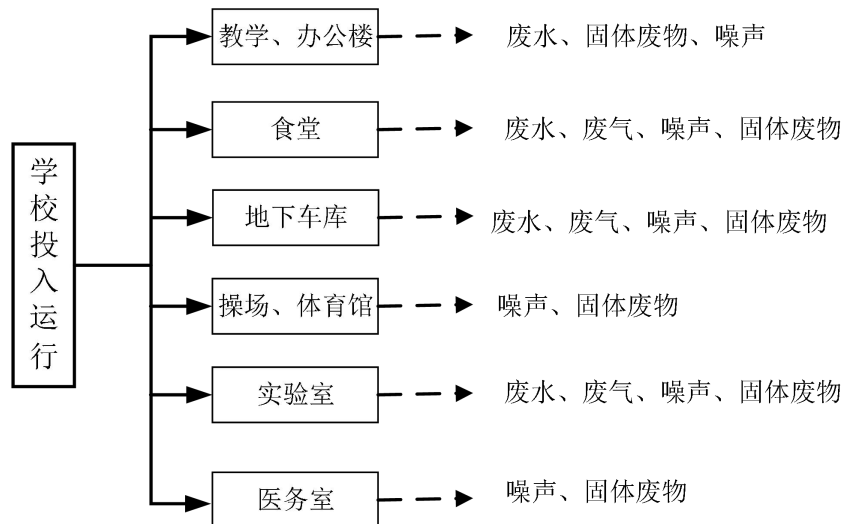 学校投入运行
教学、办公楼
废水、固体废物、噪声
食堂
废水、废气、噪声、固体废物
地下车库
废水、废气、噪声、固体废物
操场、体育馆
噪声、固体废物
实验室
废水、废气、噪声、固体废物
医务室
噪声、固体废物